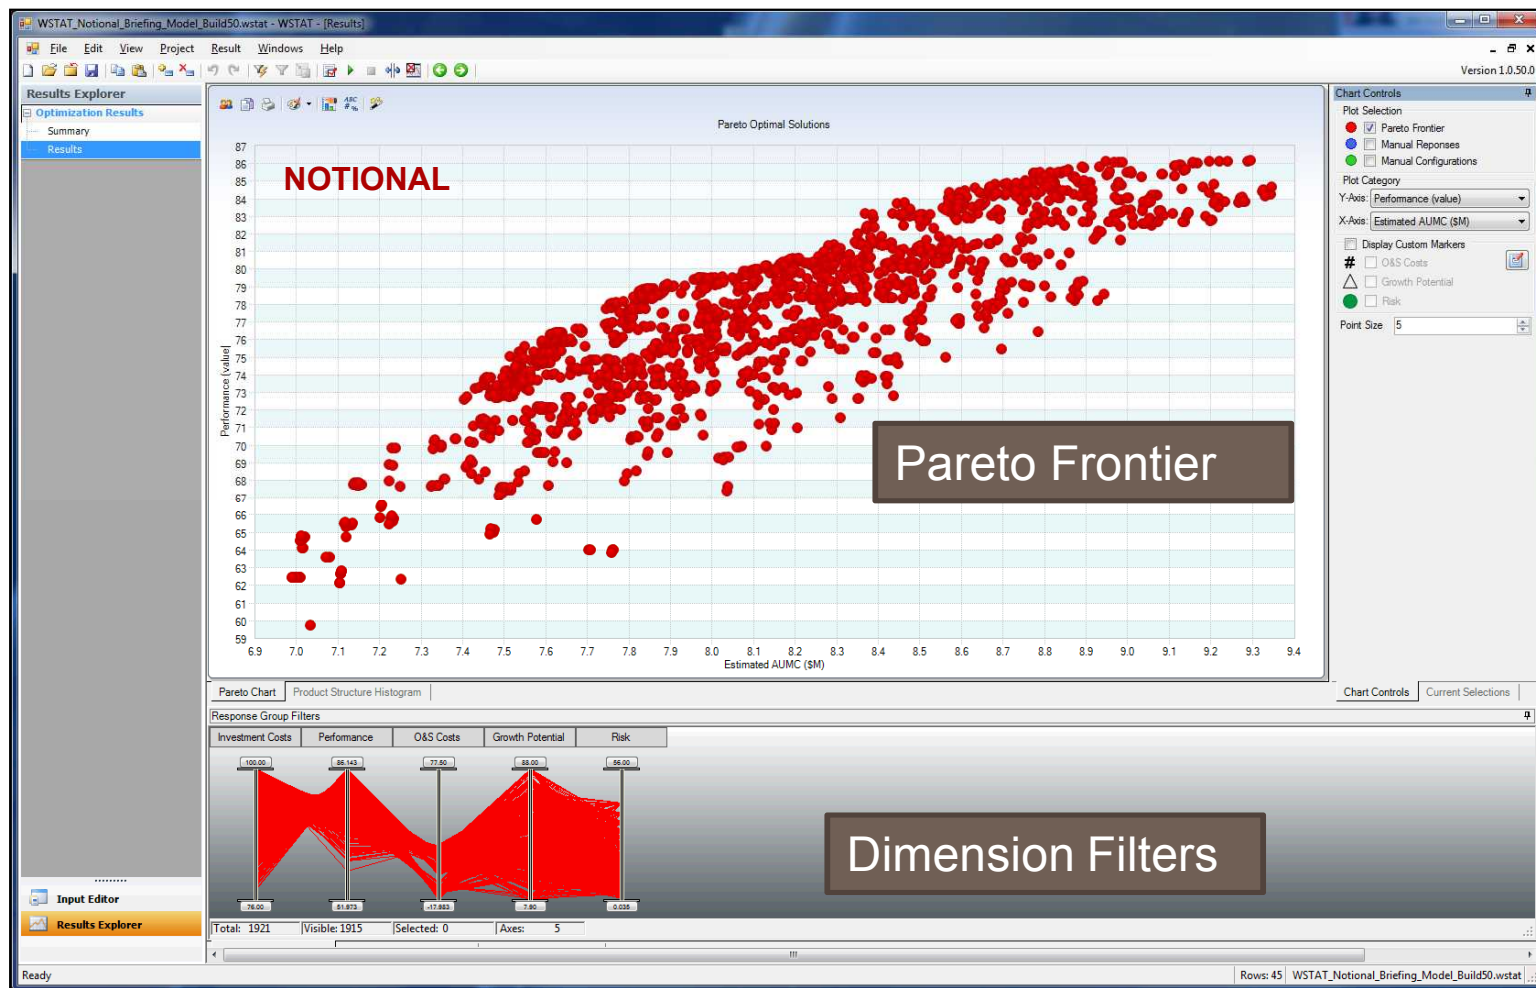 WSTAT_Notional_Briefing_Model_Build50.wstat - WSTAT - [Results]
File Edit View Project Result Windows Help
Version 1.0.50.0
Results Explorer
Optimization Results
Summary
Results
Input Editor
Results Explorer
ABC
# %
Pareto Optimal Solutions
NOTIONAL
87
86
85
84
83
82
81
80
79
78
77
76
75
74
73
72
71
70
69
68
67
66
65
64
63
62
61
60
59
Performance (value)
6.9 7.0 7.1 7.2 7.3 7.4 7.5 7.6 7.7 7.8 7.9 8.0 8.1 8.2 8.3 8.4 8.5 8.6 8.7 8.8 8.9 9.0 9.1 9.2 9.3 9.4
Estimated AUMC ($M)
Pareto Frontier
Pareto Chart Product Structure Histogram
Chart Controls
Plot Selection
Pareto Frontier
Manual Reponses
Manual Configurations
Plot Category
Y-Axis: Performance (value)
X-Axis: Estimated AUMC ($M)
Display Custom Markers
# O&S Costs
Growth Potential
Risk
Point Size 5
Chart Controls Current Selections
Response Group Filters
Investment Costs Performance O&S Costs Growth Potential Risk
100.00 86.143 77.50 88.00 56.00
76.00 51.973 -17.983 7.90 0.035
Dimension Filters
Total: 1921 Visible: 1915 Selected: 0 Axes: 5
Ready
Rows: 45 WSTAT_Notional_Briefing_Model_Build50.wstat